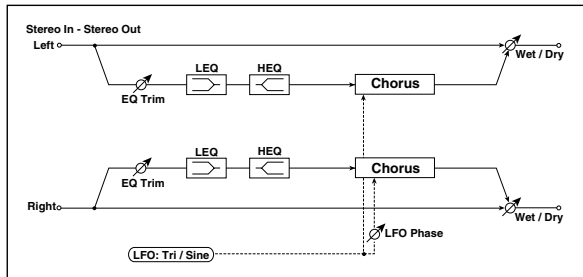 Stereo In - Stereo Out
Left
Wet / Dry
LEQ
HEQ
EQ Trim
Chorus
LEQ
HEQ
EQ Trim
Chorus
Right
Wet / Dry
LFO Phase
LFO: Tri / Sine